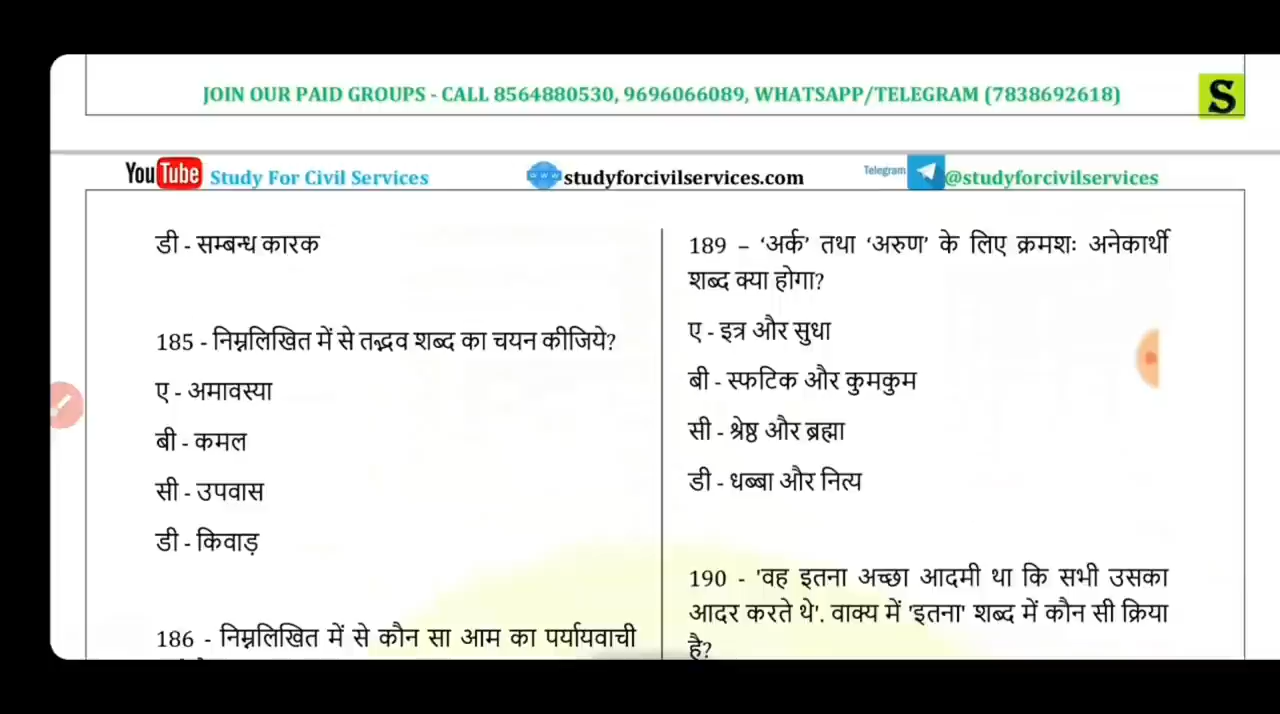 JOIN OUR PAID GROUPS - CALL 8564880530, 9696066089, WHATSAPP/TELEGRAM (7838692618)
S
YouTube Study For Civil Services
WWW studyforcivilservices.com
Telegram @studyforcivilservices
डी - सम्बन्ध कारक
185 - निम्नलिखित में से तद्भव शब्द का चयन कीजिये?
ए - अमावस्या
बी - कमल
सी - उपवास
डी - किवाड़
186 - निम्नलिखित में से कौन सा आम का पर्यायवाची
189 – ‘अर्क’ तथा ‘अरुण’ के लिए क्रमशः अनेकार्थी
शब्द क्या होगा?
ए - इत्र और सुधा
बी - स्फटिक और कुमकुम
सी - श्रेष्ठ और ब्रह्मा
डी - धब्बा और नित्य
190 - 'वह इतना अच्छा आदमी था कि सभी उसका
आदर करते थे'. वाक्य में 'इतना' शब्द में कौन सी क्रिया
है?